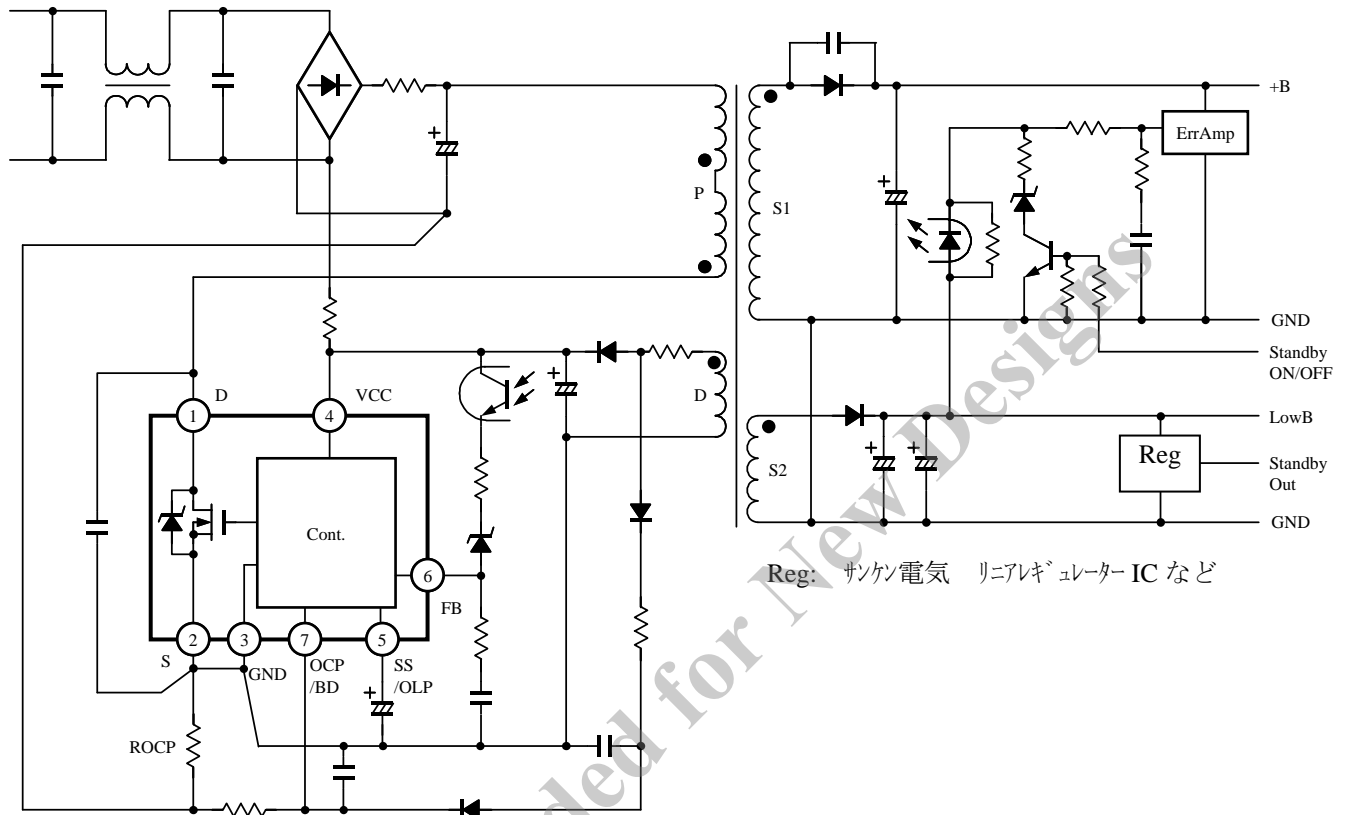 +B
ErrAmp
P
S1
GND
Standby
ON/OFF
D
VCC
D
1
4
LowB
S2
Reg
Standby
Out
Cont.
GND
6
FB
Reg: サンケン電気 リニアレギュレーター IC など
2
3
7
5
S
GND
OCP
/BD
SS
/OLP
ROCP
ded for New Designs